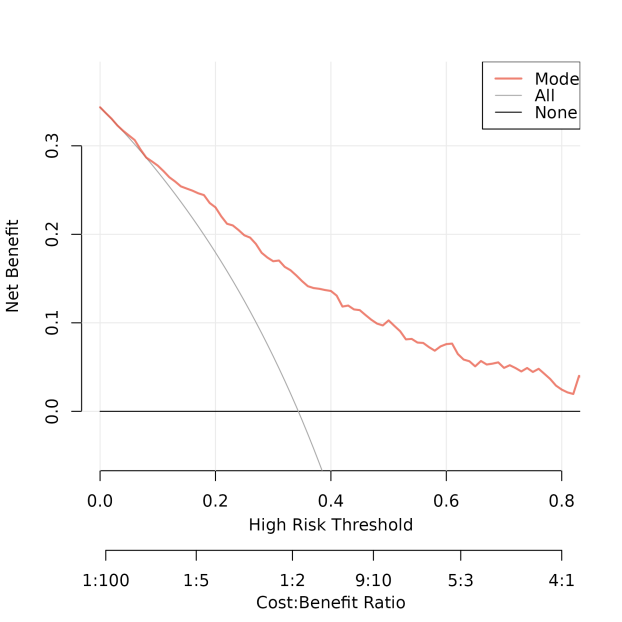 Mode
All
None
Net Benefit
0.3
0.2
0.1
0.0
0.0 0.2 0.4 0.6 0.8
High Risk Threshold
1:100 1:5 1:2 9:10 5:3 4:1
Cost:Benefit Ratio